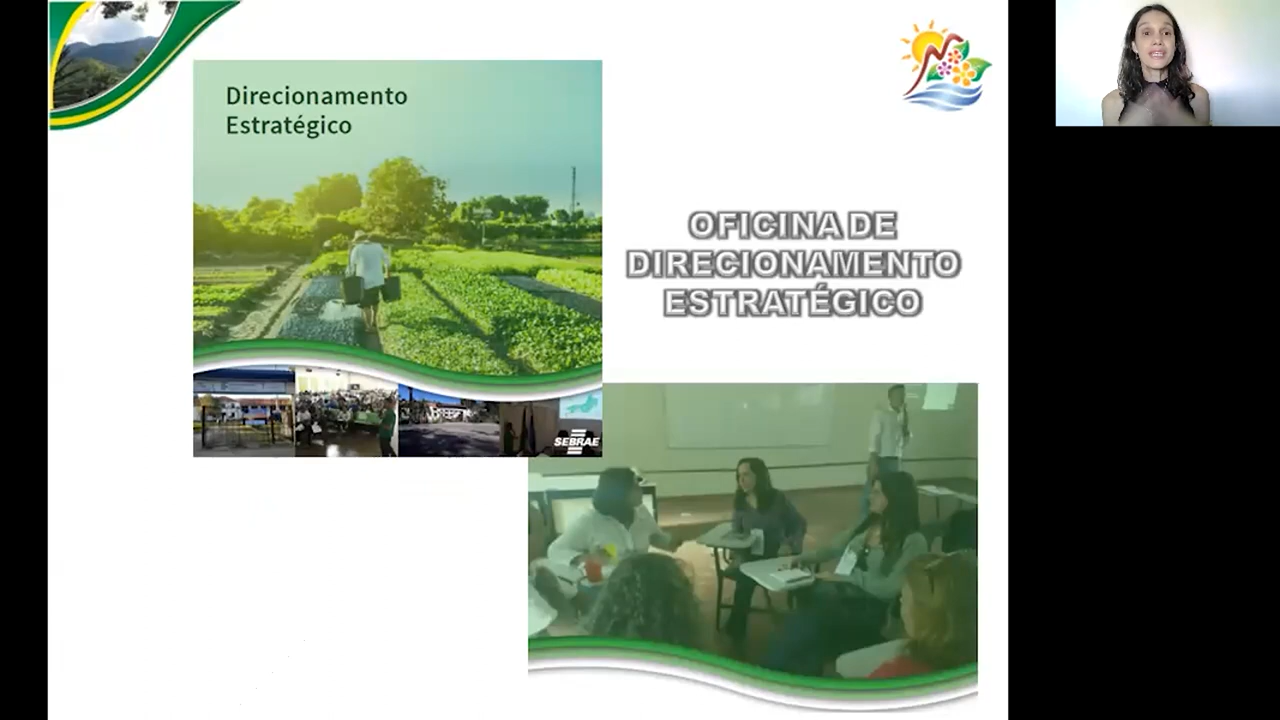 Direcionamento
Estratégico
OFICINA DE
DIRECIONAMENTO
ESTRATÉGICO
SEBRAE